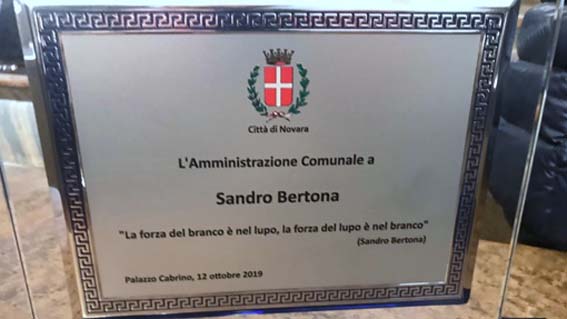 Città di Novara
L'Amministrazione Comunale a
Sandro Bertona
"La forza del branco è nel lupo, la forza del lupo è nel branco"
(Sandro Bertona)
Palazzo Cabrino, 12 ottobre 2019